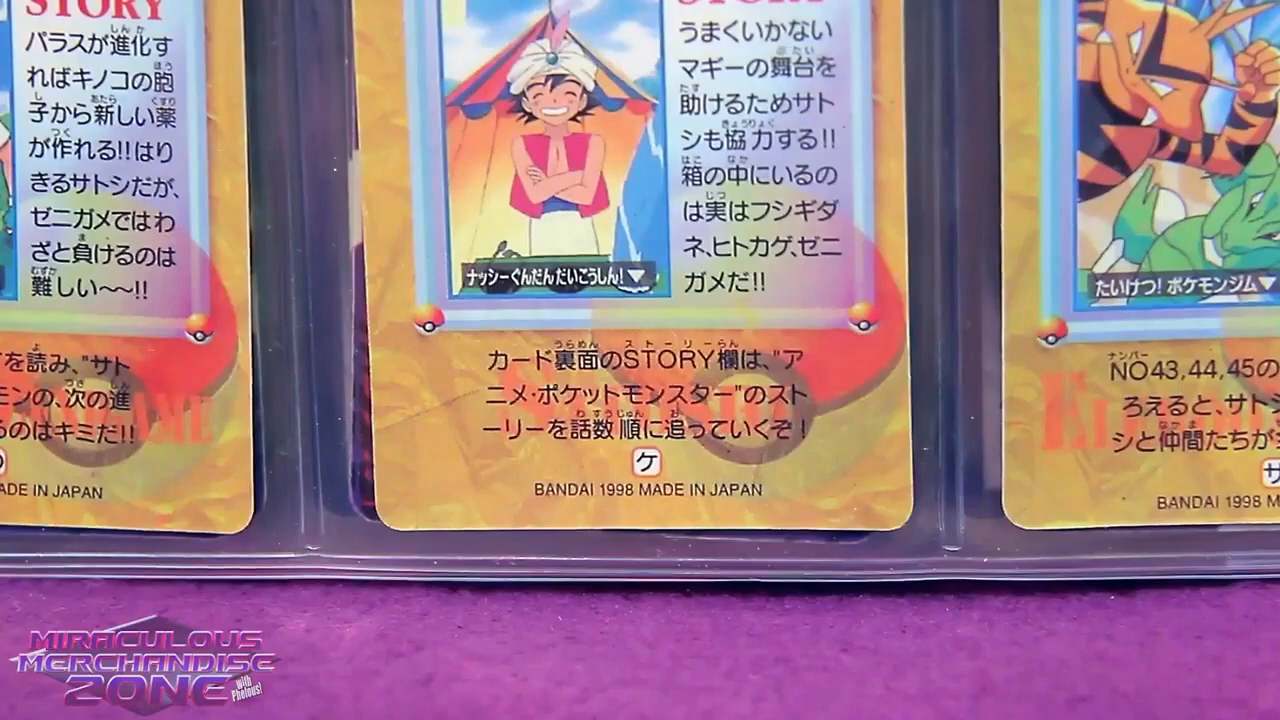 STORY
パラスが進化す
ればキノコの胞
子から新しい薬
が作れる!!はり
きるサトシだが、
ゼニガメではわ
ざと負けるのは
難しい〜〜!!
を読み、"サト
モンの、次の進
るのはキミだ!!
MADE IN JAPAN
STORY
うまくいかない
マギーの舞台を
助けるためサト
シも協力する!!
箱の中にいるの
は実はフシギダ
ネ、ヒトカゲ、ゼニ
ガメだ!!
ナッシーぐんだんだいこうしん!▼
カード裏面のSTORY欄は、"ア
ニメ・ポケットモンスター"のスト
ーリーを話数順に追っていくぞ!
ケ
BANDAI 1998 MADE IN JAPAN
たいけつ! ポケモンジム▼
NO43,44,45の
ろえると、サトシ
シと仲間たちが
サ
BANDAI 1998 M
MIRACULOUS
MERCHANDISE
ZONE
with
Phelous!